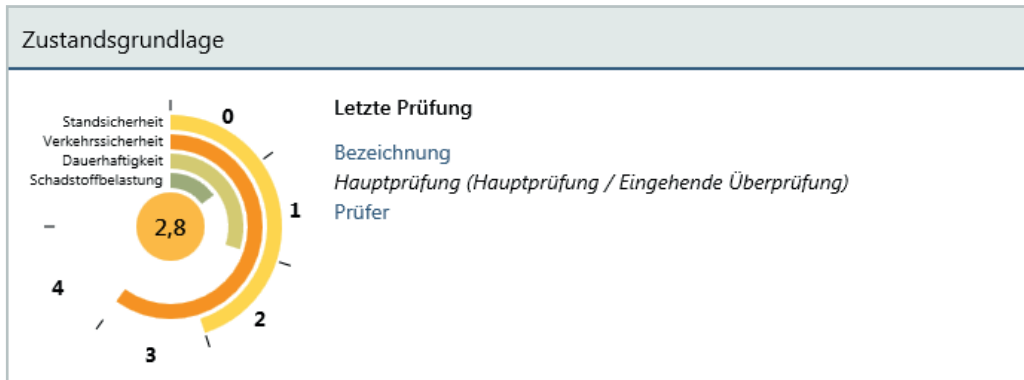 Zustandsgrundlage
Standsicherheit
Verkehrssicherheit
Dauerhaftigkeit
Schadstoffbelastung
0
1
2
3
4
2,8
Letzte Prüfung
Bezeichnung
Hauptprüfung (Hauptprüfung / Eingehende Überprüfung)
Prüfer